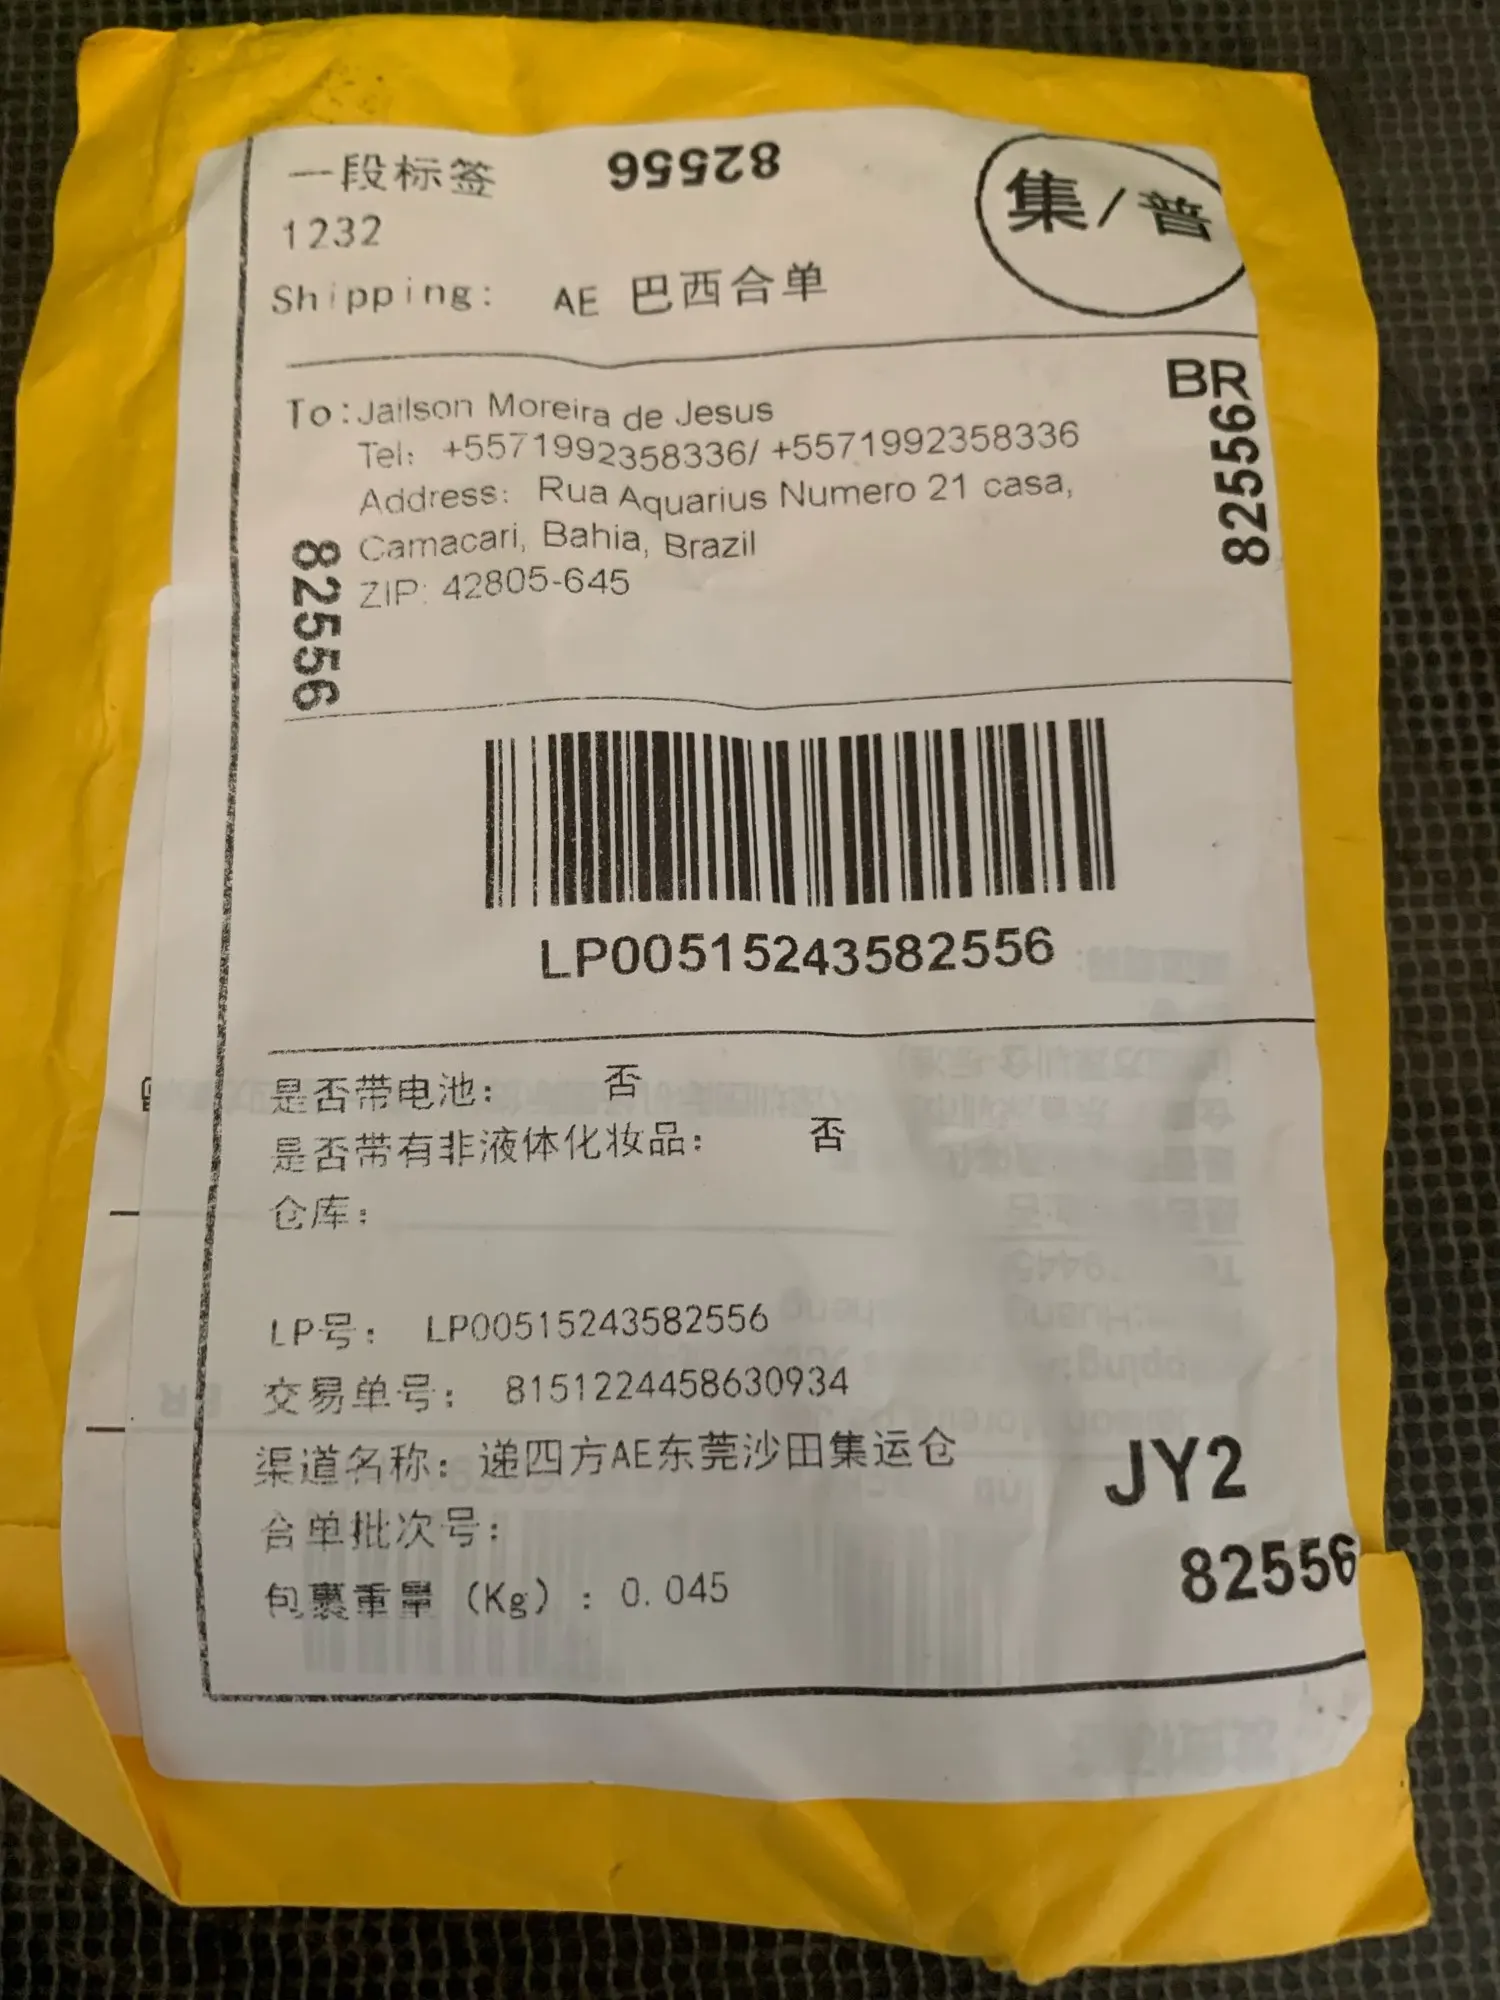 一段标签
82556
集/普
1232
Shipping: AE 巴西合单
BR
82556
To:Jailson Moreira de Jesus
Tel: +5571992358336/ +5571992358336
Address: Rua Aquarius Numero 21 casa,
Camacari, Bahia, Brazil
ZIP: 42805-645
82556
LP00515243582556
是否带电池: 否
是否带有非液体化妆品: 否
仓库:
LP号: LP00515243582556
交易单号: 8151224458630934
渠道名称: 递四方AE东莞沙田集运仓
JY2
合单批次号:
82556
包裹重量 (Kg) : 0.045